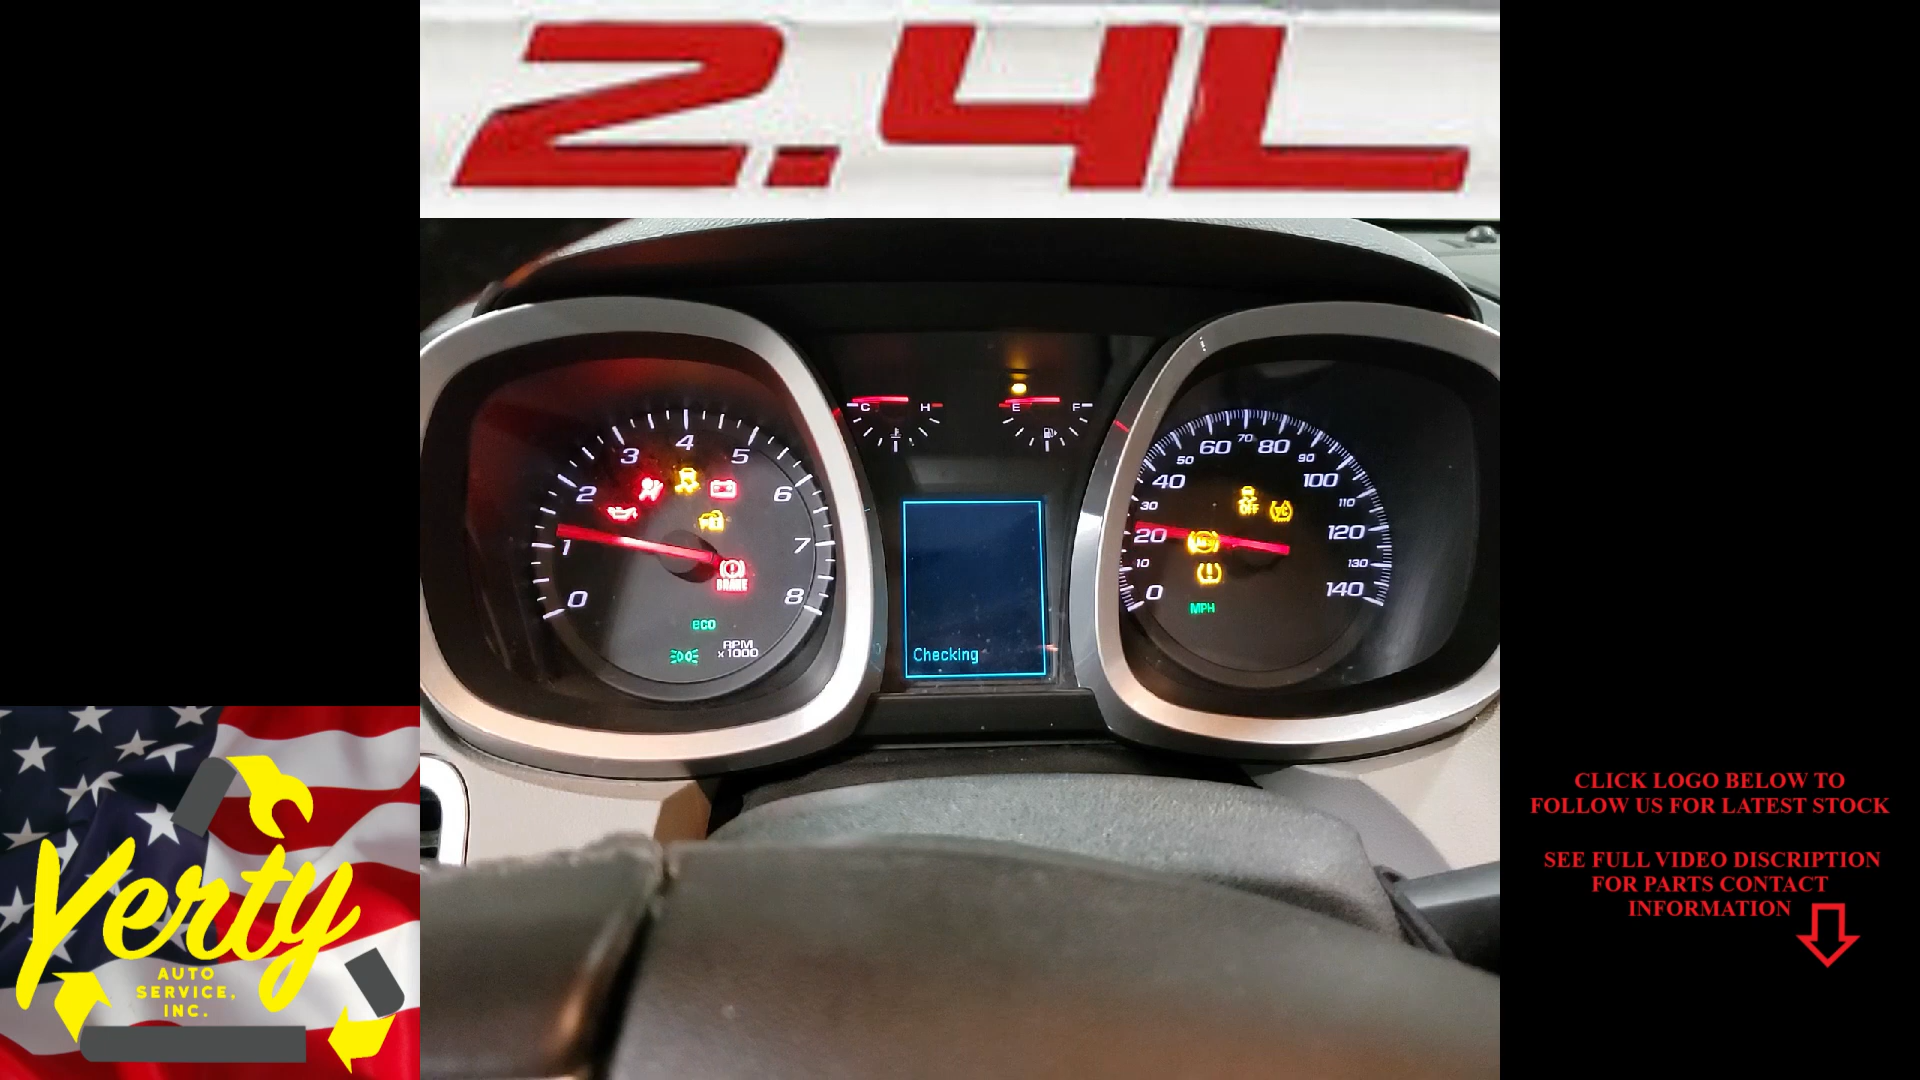 2.4L
C H
E F
0 1 2 3 4 5 6 7 8
BRAKE
ECO
RPM
x1000
0 10 20 30 40 50 60 70 80 90 100 110 120 130 140
OFF
MPH
Checking
Yerty
AUTO
SERVICE,
INC.
CLICK LOGO BELOW TO
FOLLOW US FOR LATEST STOCK
SEE FULL VIDEO DISCRIPTION
FOR PARTS CONTACT
INFORMATION